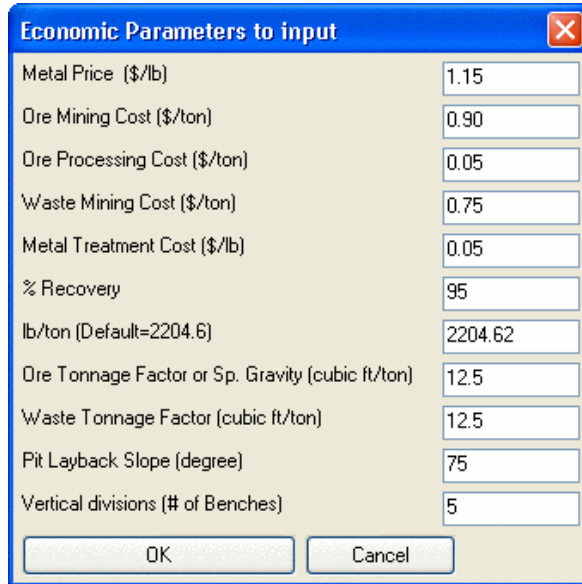 Economic Parameters to input
Metal Price ($/lb) 1.15
Ore Mining Cost ($/ton) 0.90
Ore Processing Cost ($/ton) 0.05
Waste Mining Cost ($/ton) 0.75
Metal Treatment Cost ($/lb) 0.05
% Recovery 95
lb/ton (Default=2204.6) 2204.62
Ore Tonnage Factor or Sp. Gravity (cubic ft/ton) 12.5
Waste Tonnage Factor (cubic ft/ton) 12.5
Pit Layback Slope (degree) 75
Vertical divisions (# of Benches) 5
OK Cancel